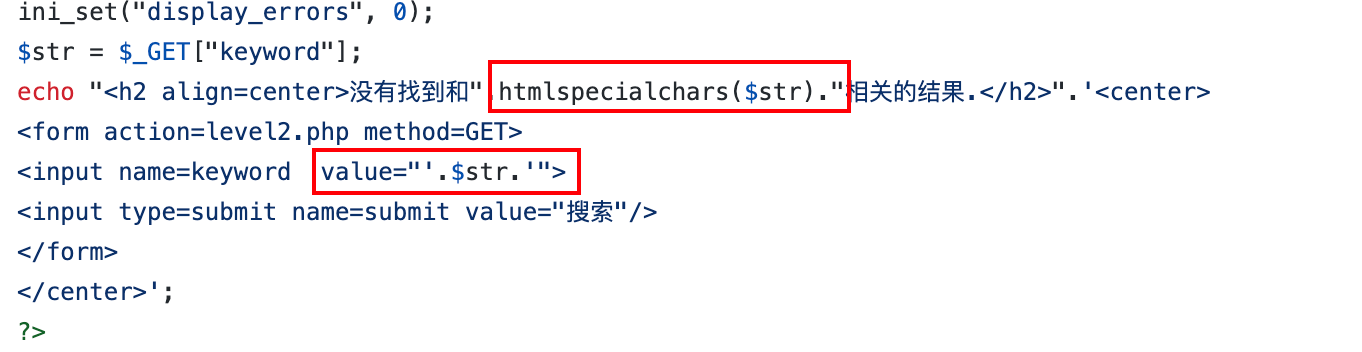 ini_set("display_errors", 0);
$str = $_GET["keyword"];
echo "<h2 align=center>没有找到和".htmlspecialchars($str)."相关的结果.</h2>".'<center>
<form action=level2.php method=GET>
<input name=keyword  value="'.$str.'">
<input type=submit name=submit value="搜索"/>
</form>
</center>';
?>